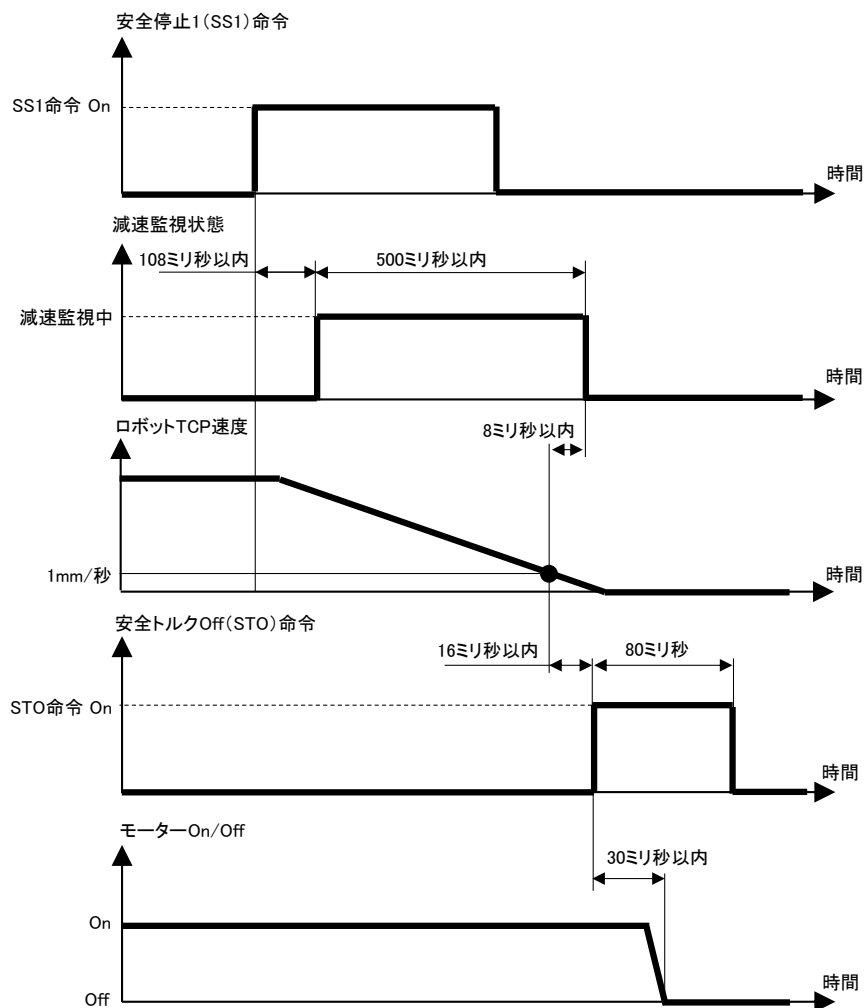 安全停止1(SS1)命令
SS1命令 On
時間
減速監視状態
108ミリ秒以内
500ミリ秒以内
減速監視中
時間
ロボットTCP速度
8ミリ秒以内
1mm/秒
時間
安全トルクOff(STO)命令
16ミリ秒以内
80ミリ秒
STO命令 On
時間
モーターOn/Off
30ミリ秒以内
On
時間
Off